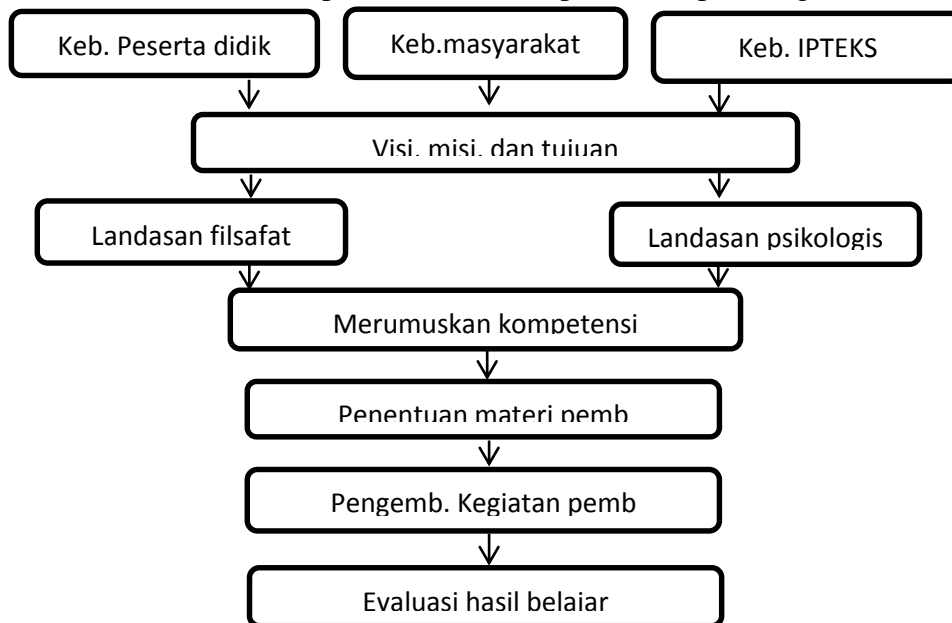 Keb. Peserta didik
Keb.masyarakat
Keb. IPTEKS
Visi, misi, dan tujuan
Landasan filsafat
Landasan psikologis
Merumuskan kompetensi
Penentuan materi pemb
Pengemb. Kegiatan pemb
Evaluasi hasil belajar